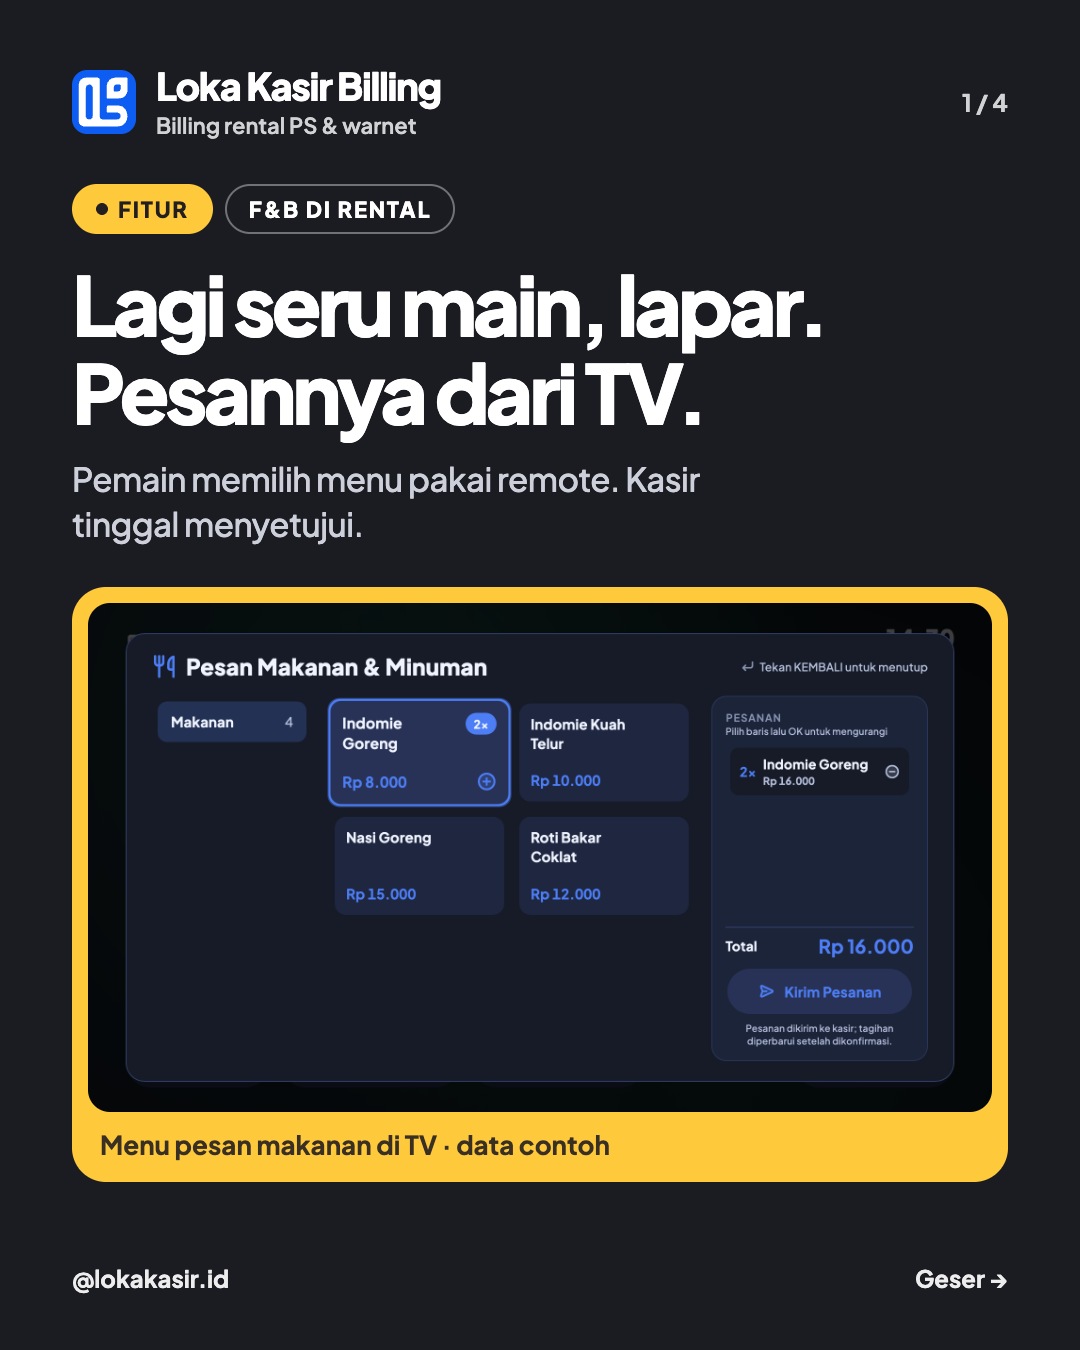 Loka Kasir Billing
Billing rental PS & warnet
1 / 4
FITUR
F&B DI RENTAL
Lagi seru main, lapar.
Pesannya dari TV.
Pemain memilih menu pakai remote. Kasir
tinggal menyetujui.
Pesan Makanan & Minuman
Tekan KEMBALI untuk menutup
Makanan 4
Indomie
Goreng
2×
Rp 8.000
Indomie Kuah
Telur
Rp 10.000
Nasi Goreng
Rp 15.000
Roti Bakar
Coklat
Rp 12.000
PESANAN
Pilih baris lalu OK untuk mengurangi
2× Indomie Goreng
Rp 16.000
Total Rp 16.000
Kirim Pesanan
Pesanan dikirim ke kasir; tagihan
diperbarui setelah dikonfirmasi.
Menu pesan makanan di TV · data contoh
@lokakasir.id
Geser →